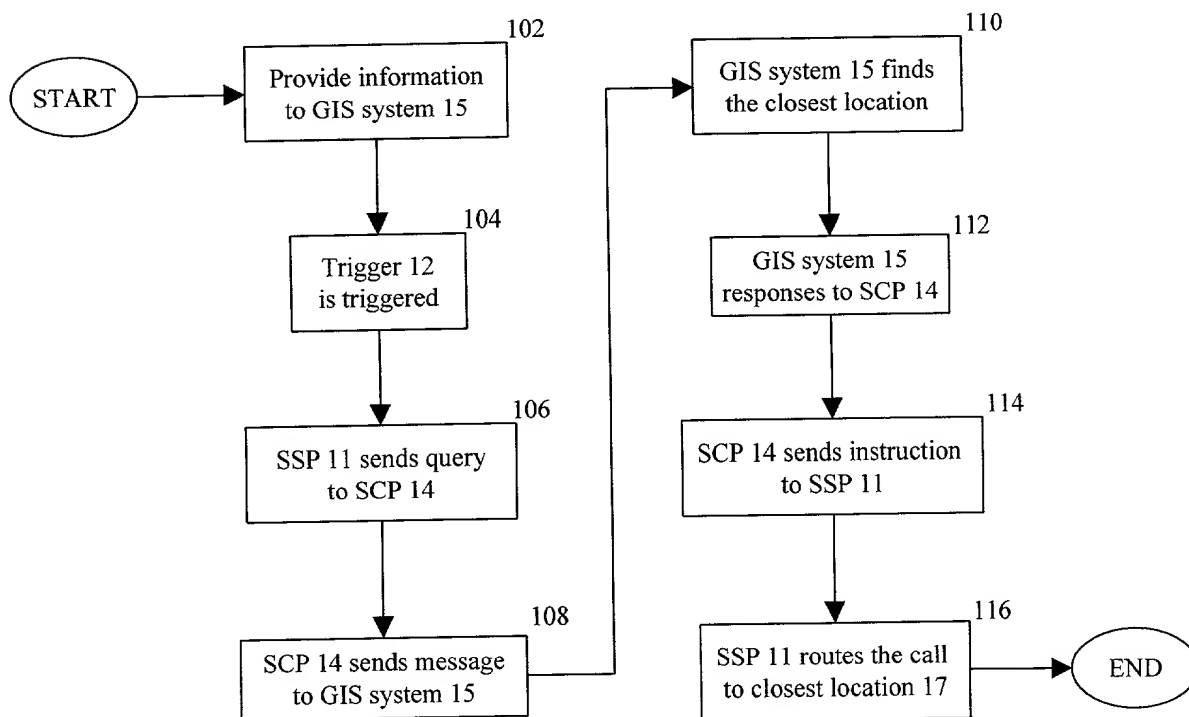 START
102
Provide information
to GIS system 15
104
Trigger 12
is triggered
106
SSP 11 sends query
to SCP 14
108
SCP 14 sends message
to GIS system 15
110
GIS system 15 finds
the closest location
112
GIS system 15
responses to SCP 14
114
SCP 14 sends instruction
to SSP 11
116
SSP 11 routes the call
to closest location 17
END